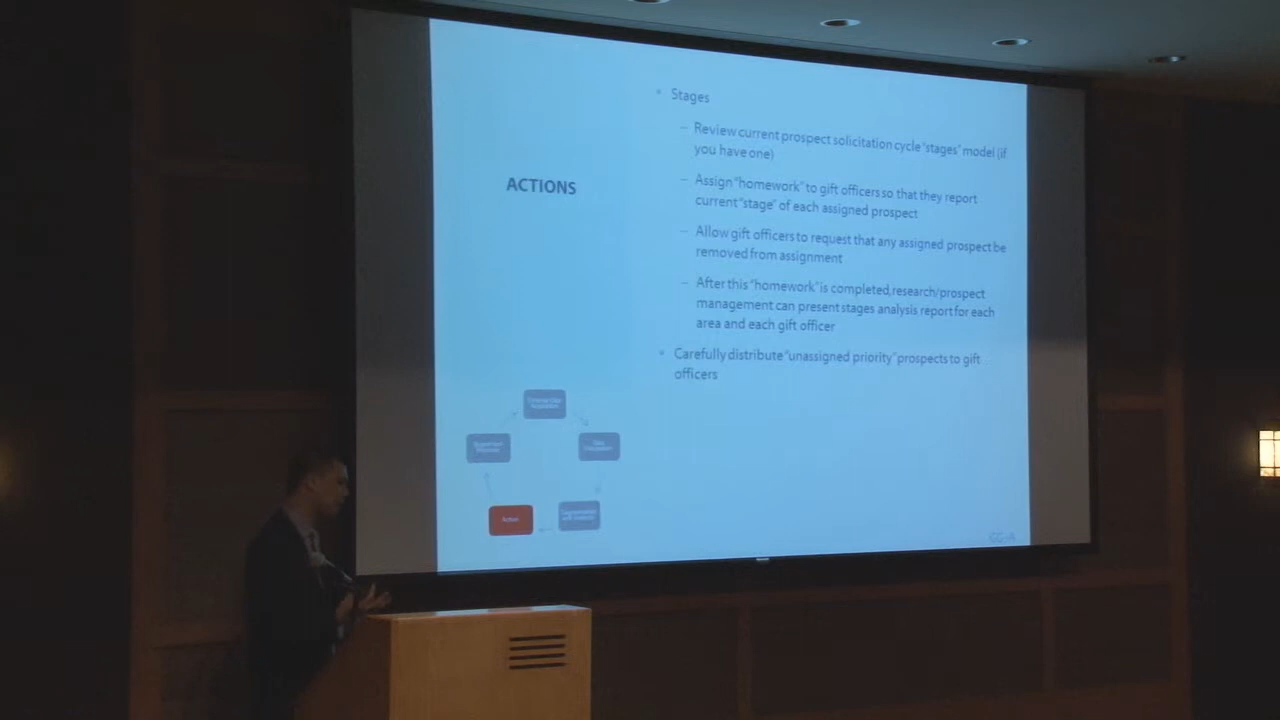 ACTIONS
Stages
– Review current prospect solicitation cycle "stages" model (if
you have one)
– Assign "homework" to gift officers so that they report
current "stage" of each assigned prospect
– Allow gift officers to request that any assigned prospect be
removed from assignment
– After this "homework" is completed, research/prospect
management can present stages analysis report for each
area and each gift officer
Carefully distribute "unassigned priority" prospects to gift
officers
Action